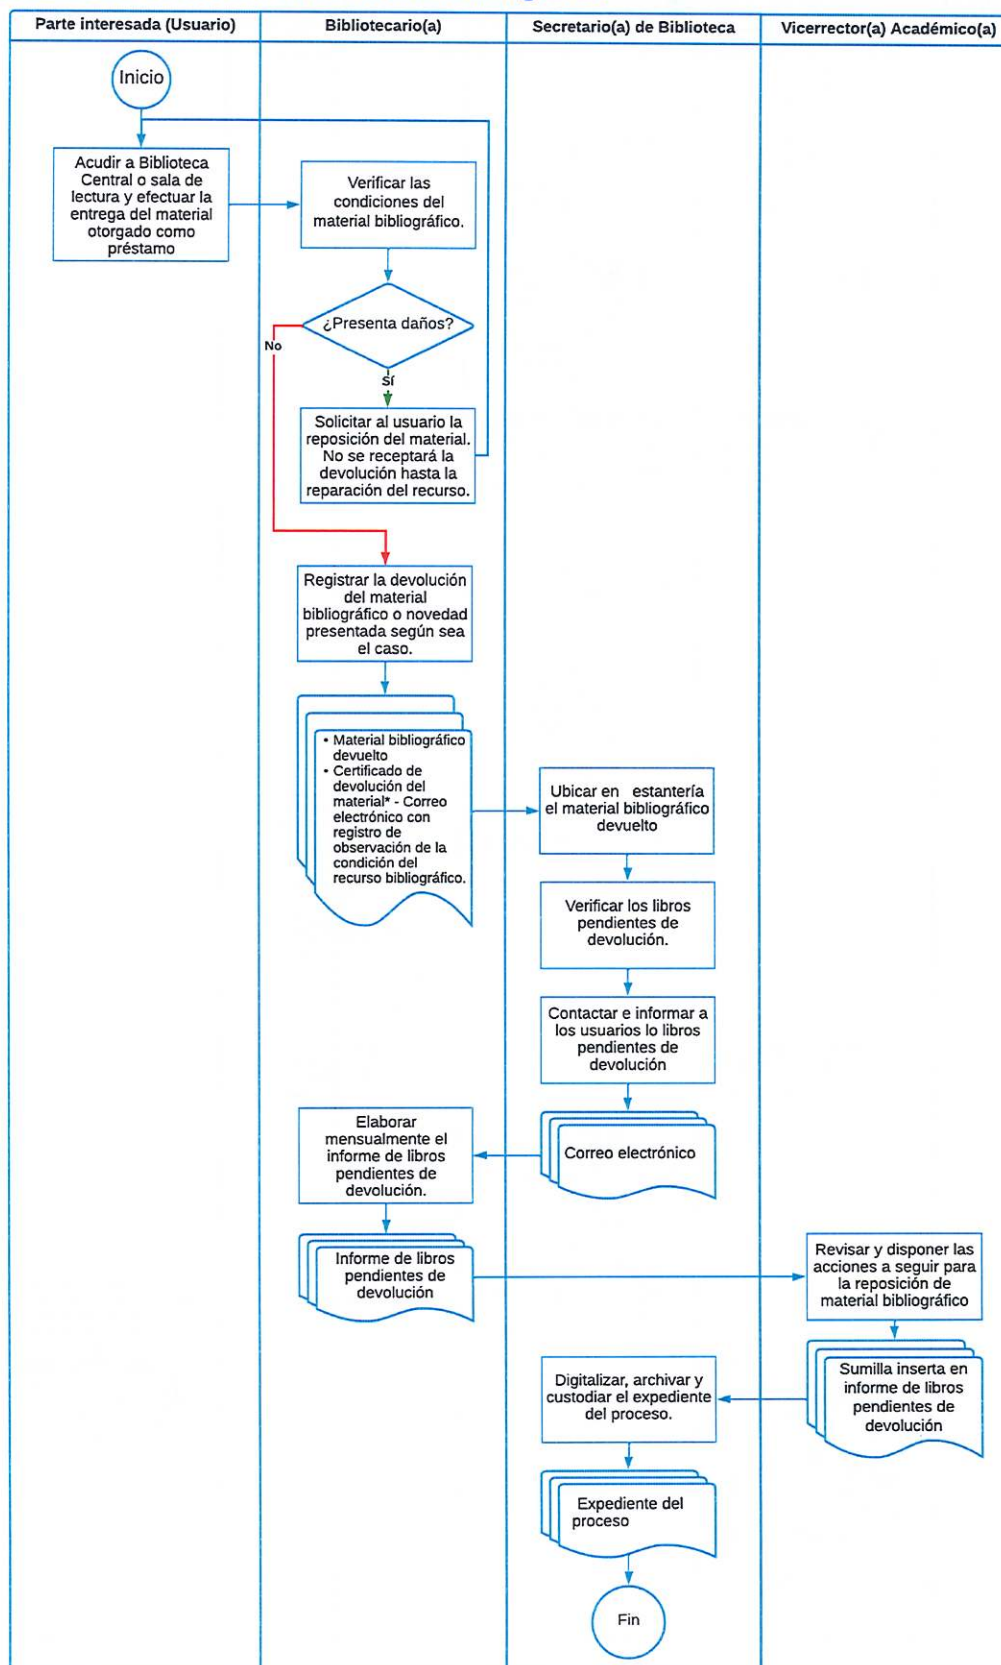 Parte interesada (Usuario)
Bibliotecario(a)
Secretario(a) de Biblioteca
Vicerrector(a) Académico(a)
Inicio
Acudir a Biblioteca
Central o sala de
lectura y efectuar la
entrega del material
otorgado como
préstamo
Verificar las
condiciones del
material bibliográfico.
¿Presenta daños?
No
Sí
Solicitar al usuario la
reposición del material.
No se receptará la
devolución hasta la
reparación del recurso.
Registrar la devolución
del material
bibliográfico o novedad
presentada según sea
el caso.
• Material bibliográfico
devuelto
• Certificado de
devolución del
material* - Correo
electrónico con
registro de
observación de la
condición del
recurso bibliográfico.
Ubicar en estantería
el material bibliográfico
devuelto
Verificar los libros
pendientes de
devolución.
Contactar e informar a
los usuarios lo libros
pendientes de
devolución
Correo electrónico
Elaborar
mensualmente el
informe de libros
pendientes de
devolución.
Informe de libros
pendientes de
devolución
Revisar y disponer las
acciones a seguir para
la reposición de
material bibliográfico
Sumilla inserta en
informe de libros
pendientes de
devolución
Digitalizar, archivar y
custodiar el expediente
del proceso.
Expediente del
proceso
Fin